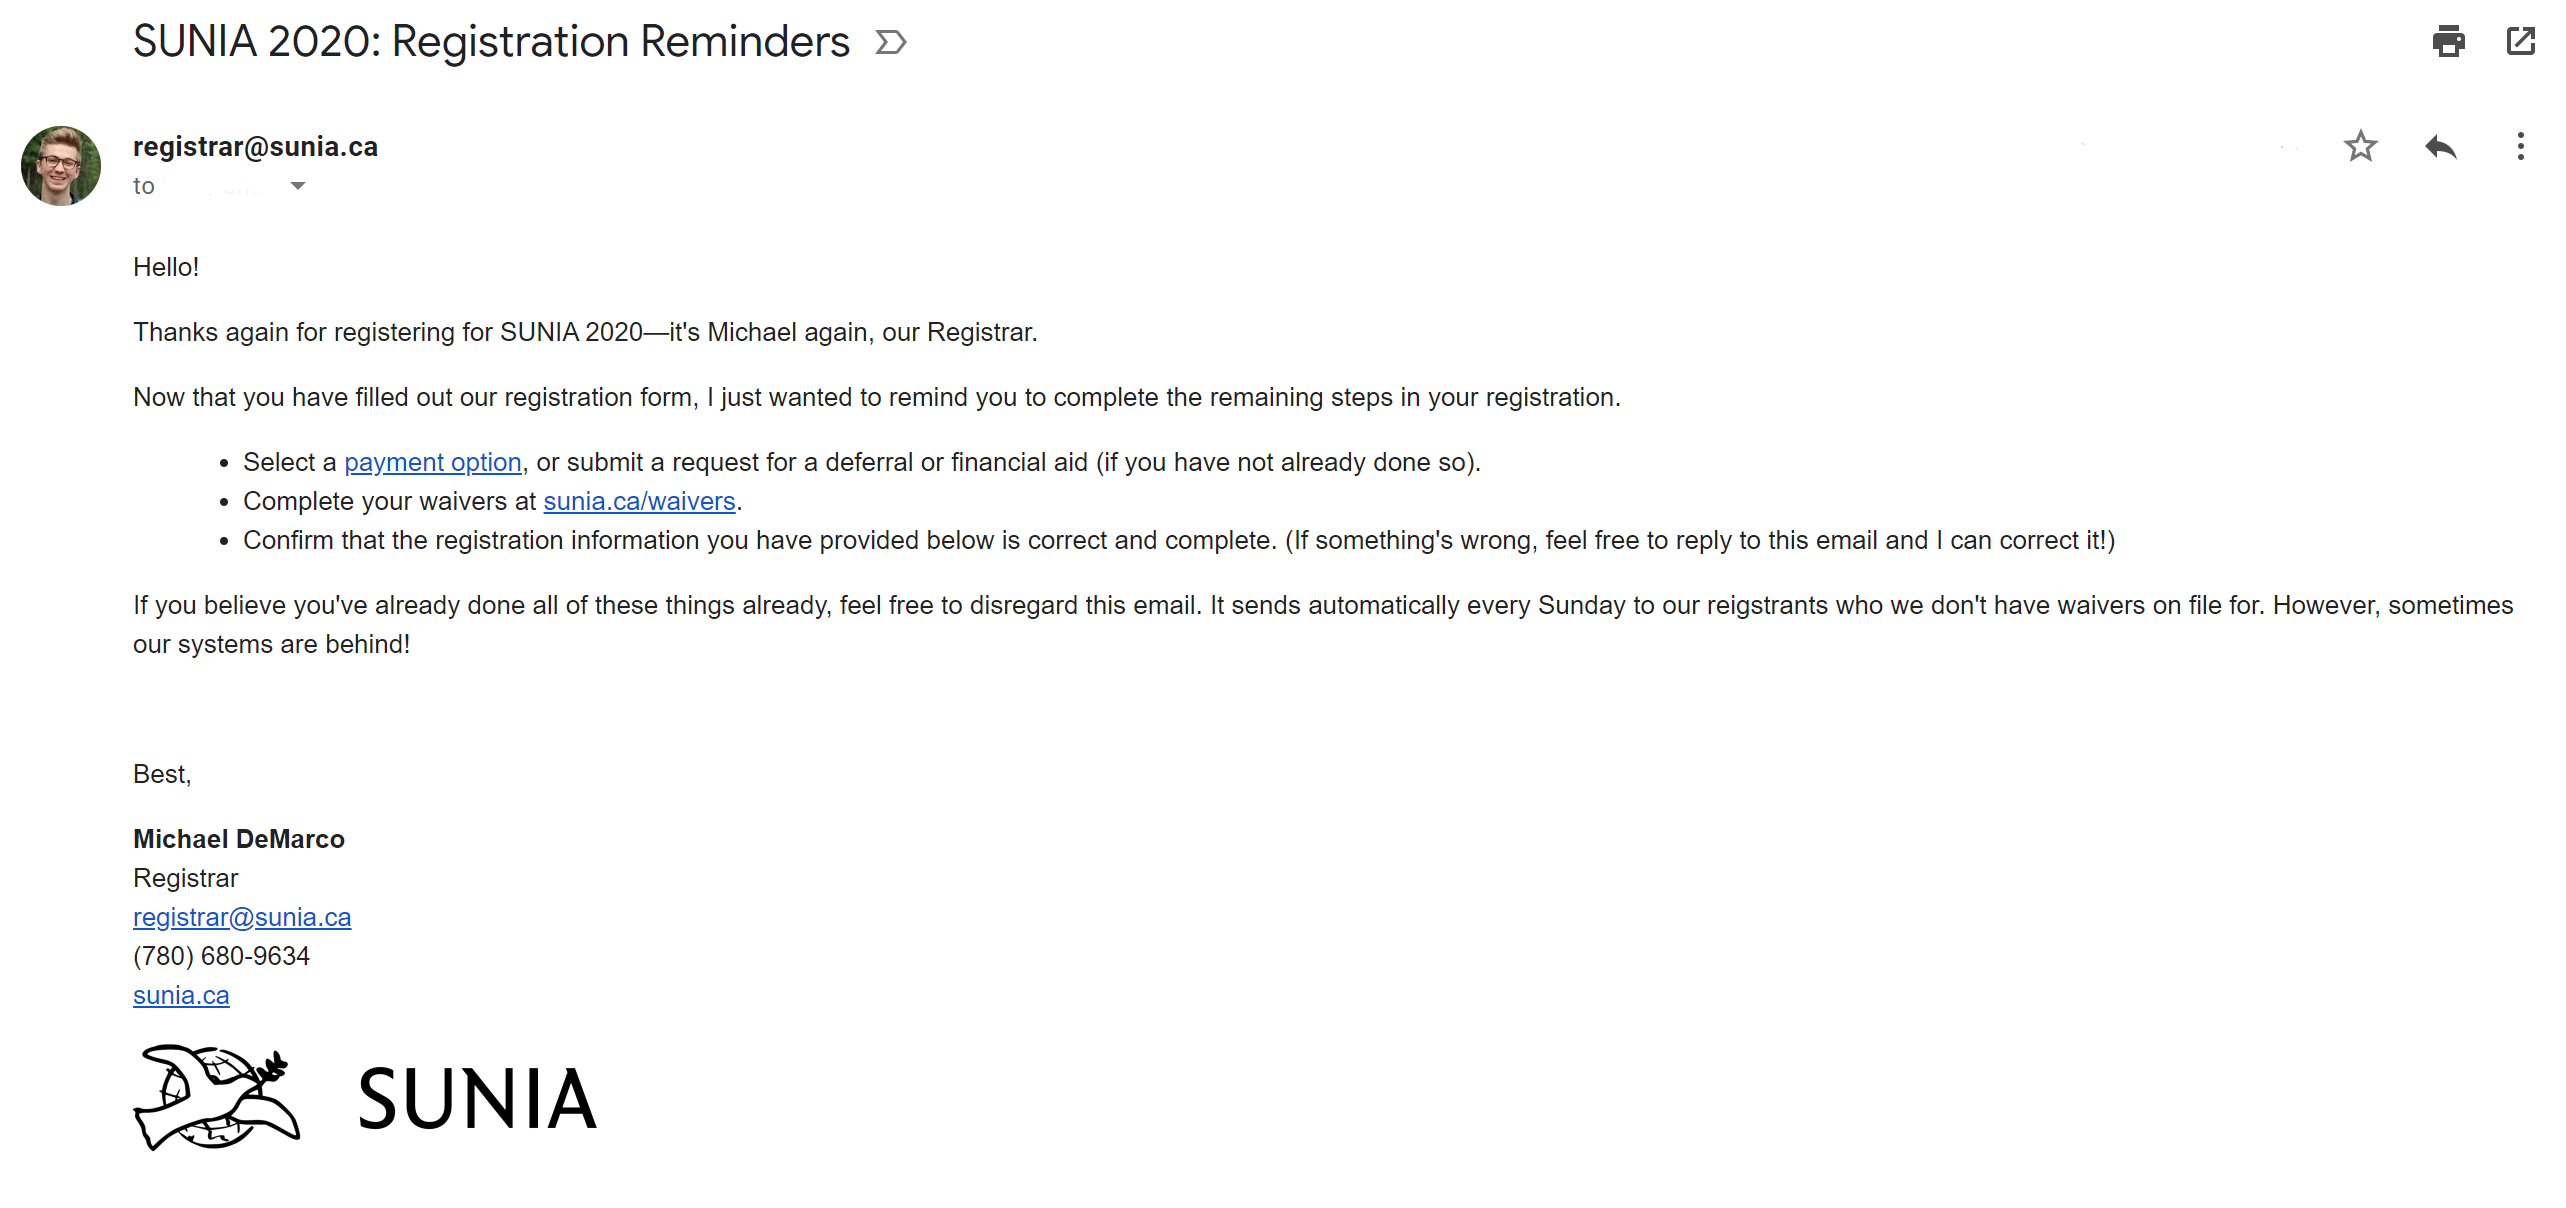 SUNIA 2020: Registration Reminders
registrar@sunia.ca
to
Hello!
Thanks again for registering for SUNIA 2020—it's Michael again, our Registrar.
Now that you have filled out our registration form, I just wanted to remind you to complete the remaining steps in your registration.
• Select a payment option, or submit a request for a deferral or financial aid (if you have not already done so).
• Complete your waivers at sunia.ca/waivers.
• Confirm that the registration information you have provided below is correct and complete. (If something's wrong, feel free to reply to this email and I can correct it!)
If you believe you've already done all of these things already, feel free to disregard this email. It sends automatically every Sunday to our reigstrants who we don't have waivers on file for. However, sometimes
our systems are behind!
Best,
Michael DeMarco
Registrar
registrar@sunia.ca
(780) 680-9634
sunia.ca
SUNIA